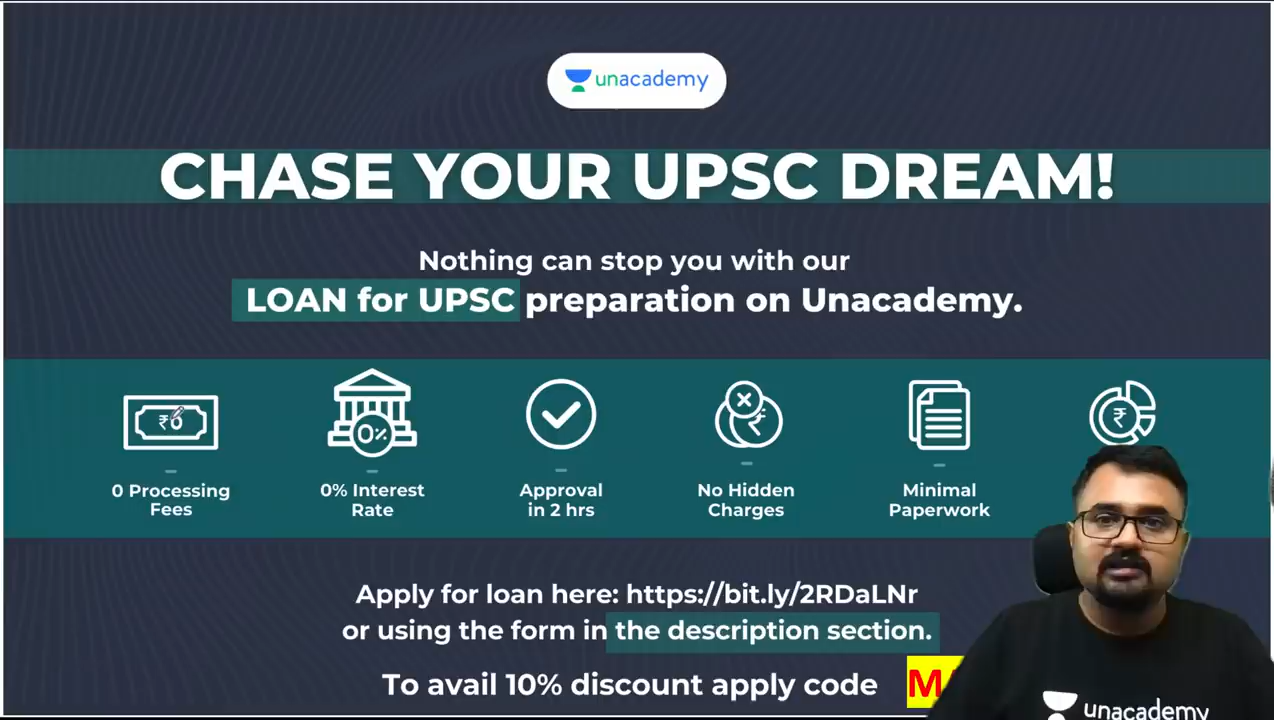 unacademy
CHASE YOUR UPSC DREAM!
Nothing can stop you with our
LOAN for UPSC preparation on Unacademy.
₹0
0%
₹
₹
0 Processing
Fees
0% Interest
Rate
Approval
in 2 hrs
No Hidden
Charges
Minimal
Paperwork
Apply for loan here: https://bit.ly/2RDaLNr
or using the form in the description section.
To avail 10% discount apply code
unacademy